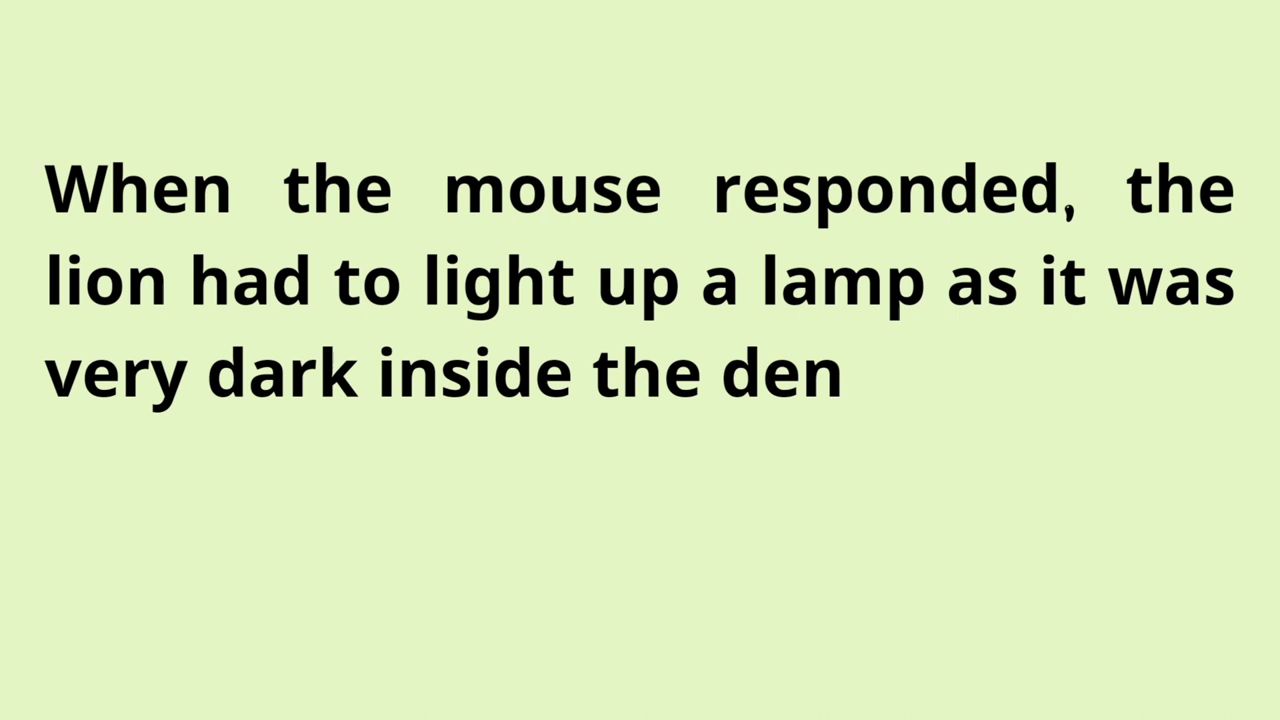 When the mouse responded, the
lion had to light up a lamp as it was
very dark inside the den